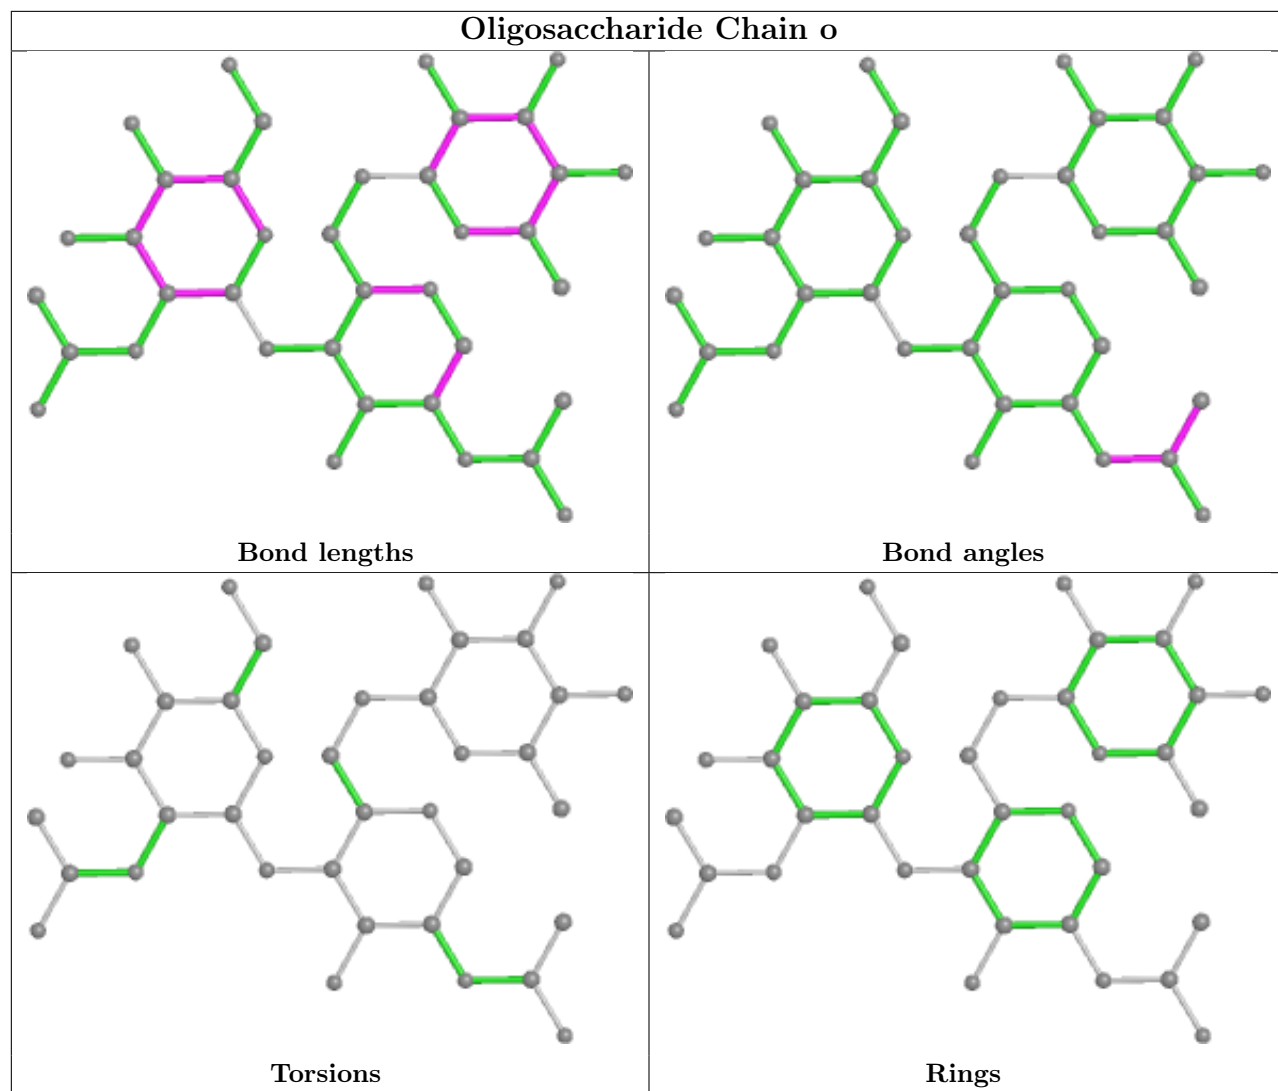 Oligosaccharide Chain o
Bond lengths
Bond angles
Torsions
Rings